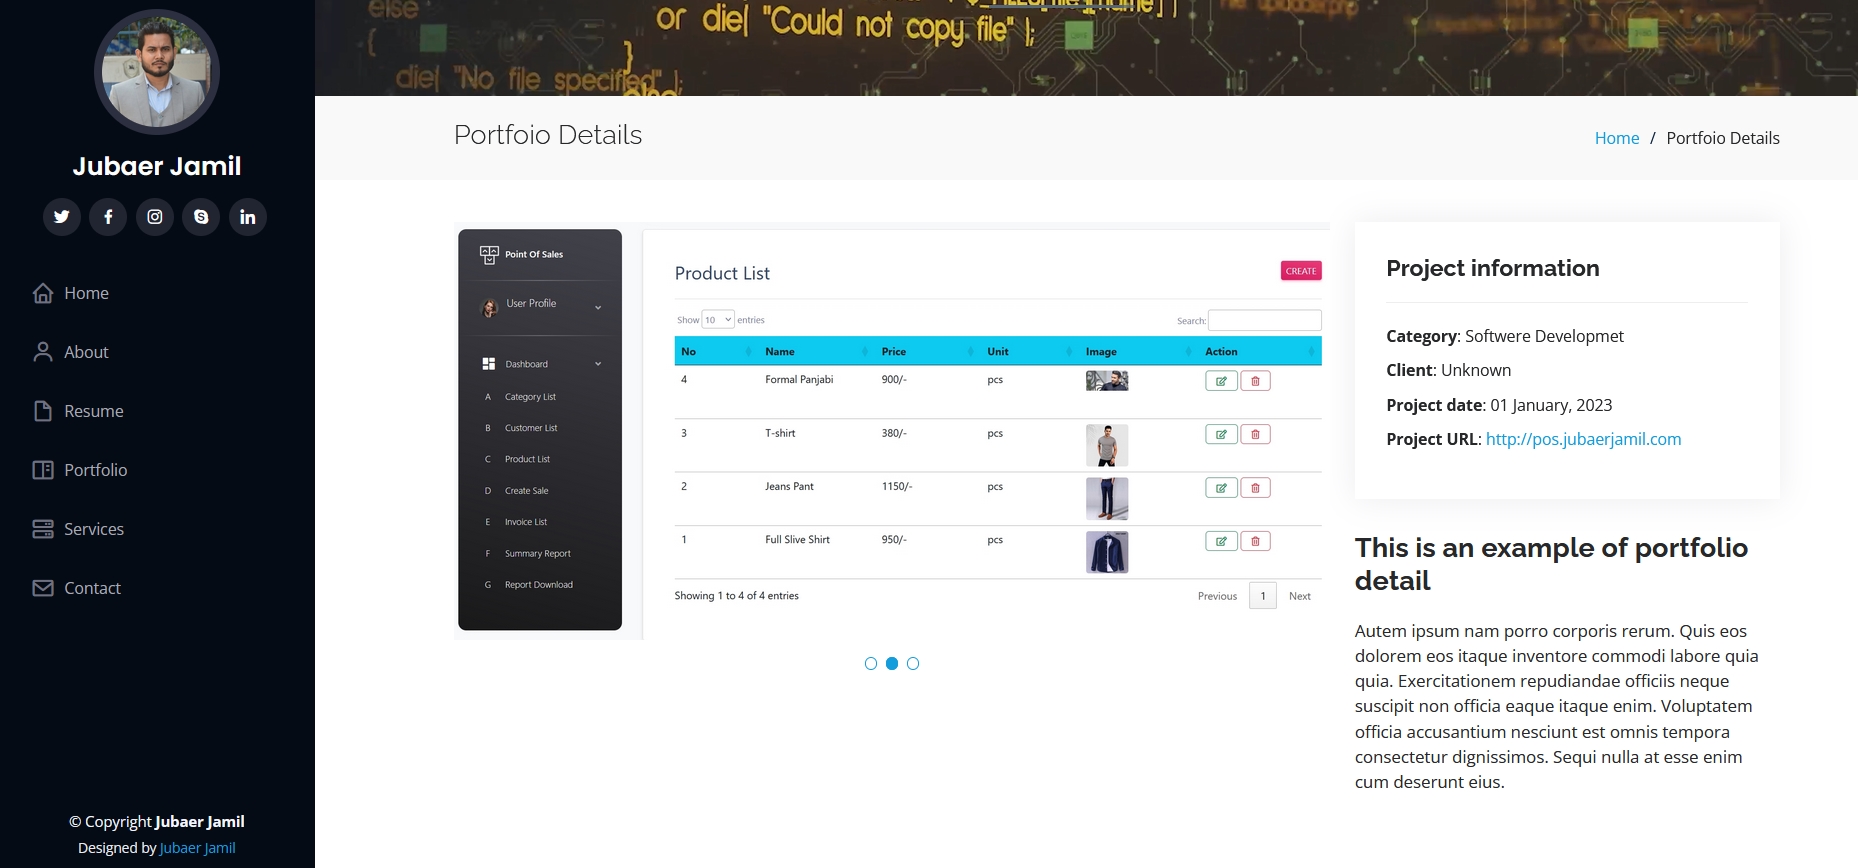 else
or die( "Could not copy file" );
{
}
die( "No file specified" );
else
Jubaer Jamil
Home
About
Resume
Portfolio
Services
Contact
© Copyright Jubaer Jamil
Designed by Jubaer Jamil
Portfoio Details
Home / Portfoio Details
Point Of Sales
User Profile
Dashboard
A Category List
B Customer List
C Product List
D Create Sale
E Invoice List
F Summary Report
G Report Download
Product List
CREATE
Show 10 entries
Search:
No Name Price Unit Image Action
4 Formal Panjabi 900/- pcs
3 T-shirt 380/- pcs
2 Jeans Pant 1150/- pcs
1 Full Slive Shirt 950/- pcs
Showing 1 to 4 of 4 entries
Previous 1 Next
Project information
Category: Softwere Developmet
Client: Unknown
Project date: 01 January, 2023
Project URL: http://pos.jubaerjamil.com
This is an example of portfolio
detail
Autem ipsum nam porro corporis rerum. Quis eos
dolorem eos itaque inventore commodi labore quia
quia. Exercitationem repudiandae officiis neque
suscipit non officia eaque itaque enim. Voluptatem
officia accusantium nesciunt est omnis tempora
consectetur dignissimos. Sequi nulla at esse enim
cum deserunt eius.